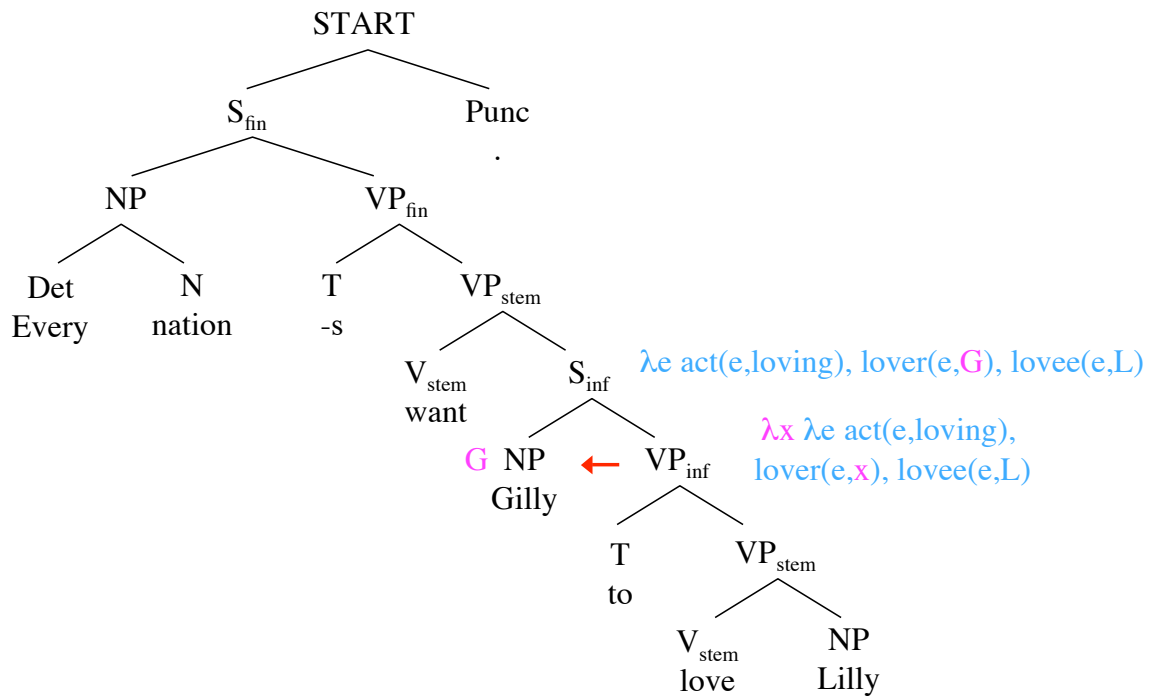 START
S_fin Punc
.
NP VP_fin
Det N T VP_stem
Every nation -s
V_stem S_inf λe act(e,loving), lover(e,G), lovee(e,L)
want
G NP VP_inf λx λe act(e,loving),
Gilly lover(e,x), lovee(e,L)
T VP_stem
to
V_stem NP
love Lilly